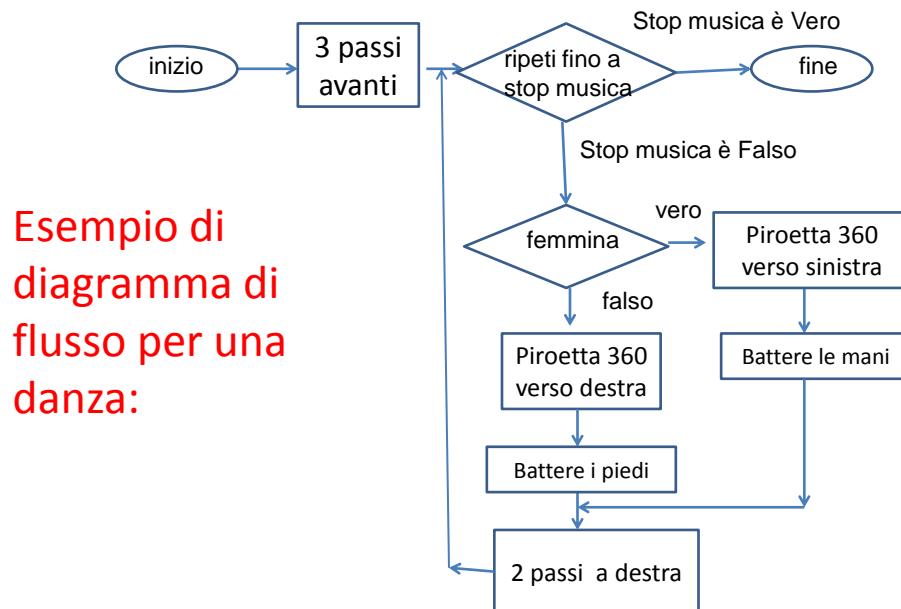 Stop musica è Vero
inizio
3 passi
avanti
ripeti fino a
stop musica
fine
Stop musica è Falso
Esempio di
diagramma di
flusso per una
danza:
femmina
vero
Piroetta 360
verso sinistra
falso
Piroetta 360
verso destra
Battere le mani
Battere i piedi
2 passi a destra